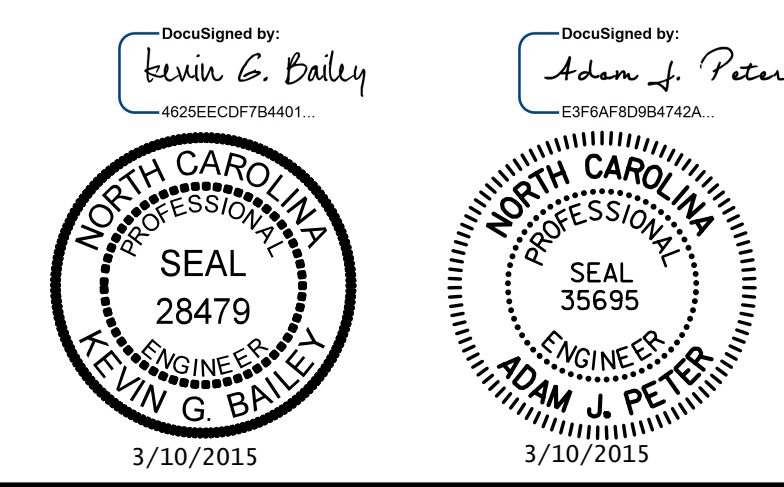 DocuSigned by:
Kevin G. Bailey
4625EECDF7B4401...
NORTH CAROLINA
PROFESSIONAL
SEAL
28479
ENGINEER
KEVIN G. BAILEY
3/10/2015
DocuSigned by:
Adam J. Peter
E3F6AF8D9B4742A...
NORTH CAROLINA
PROFESSIONAL
SEAL
35695
ENGINEER
ADAM J. PETER
3/10/2015